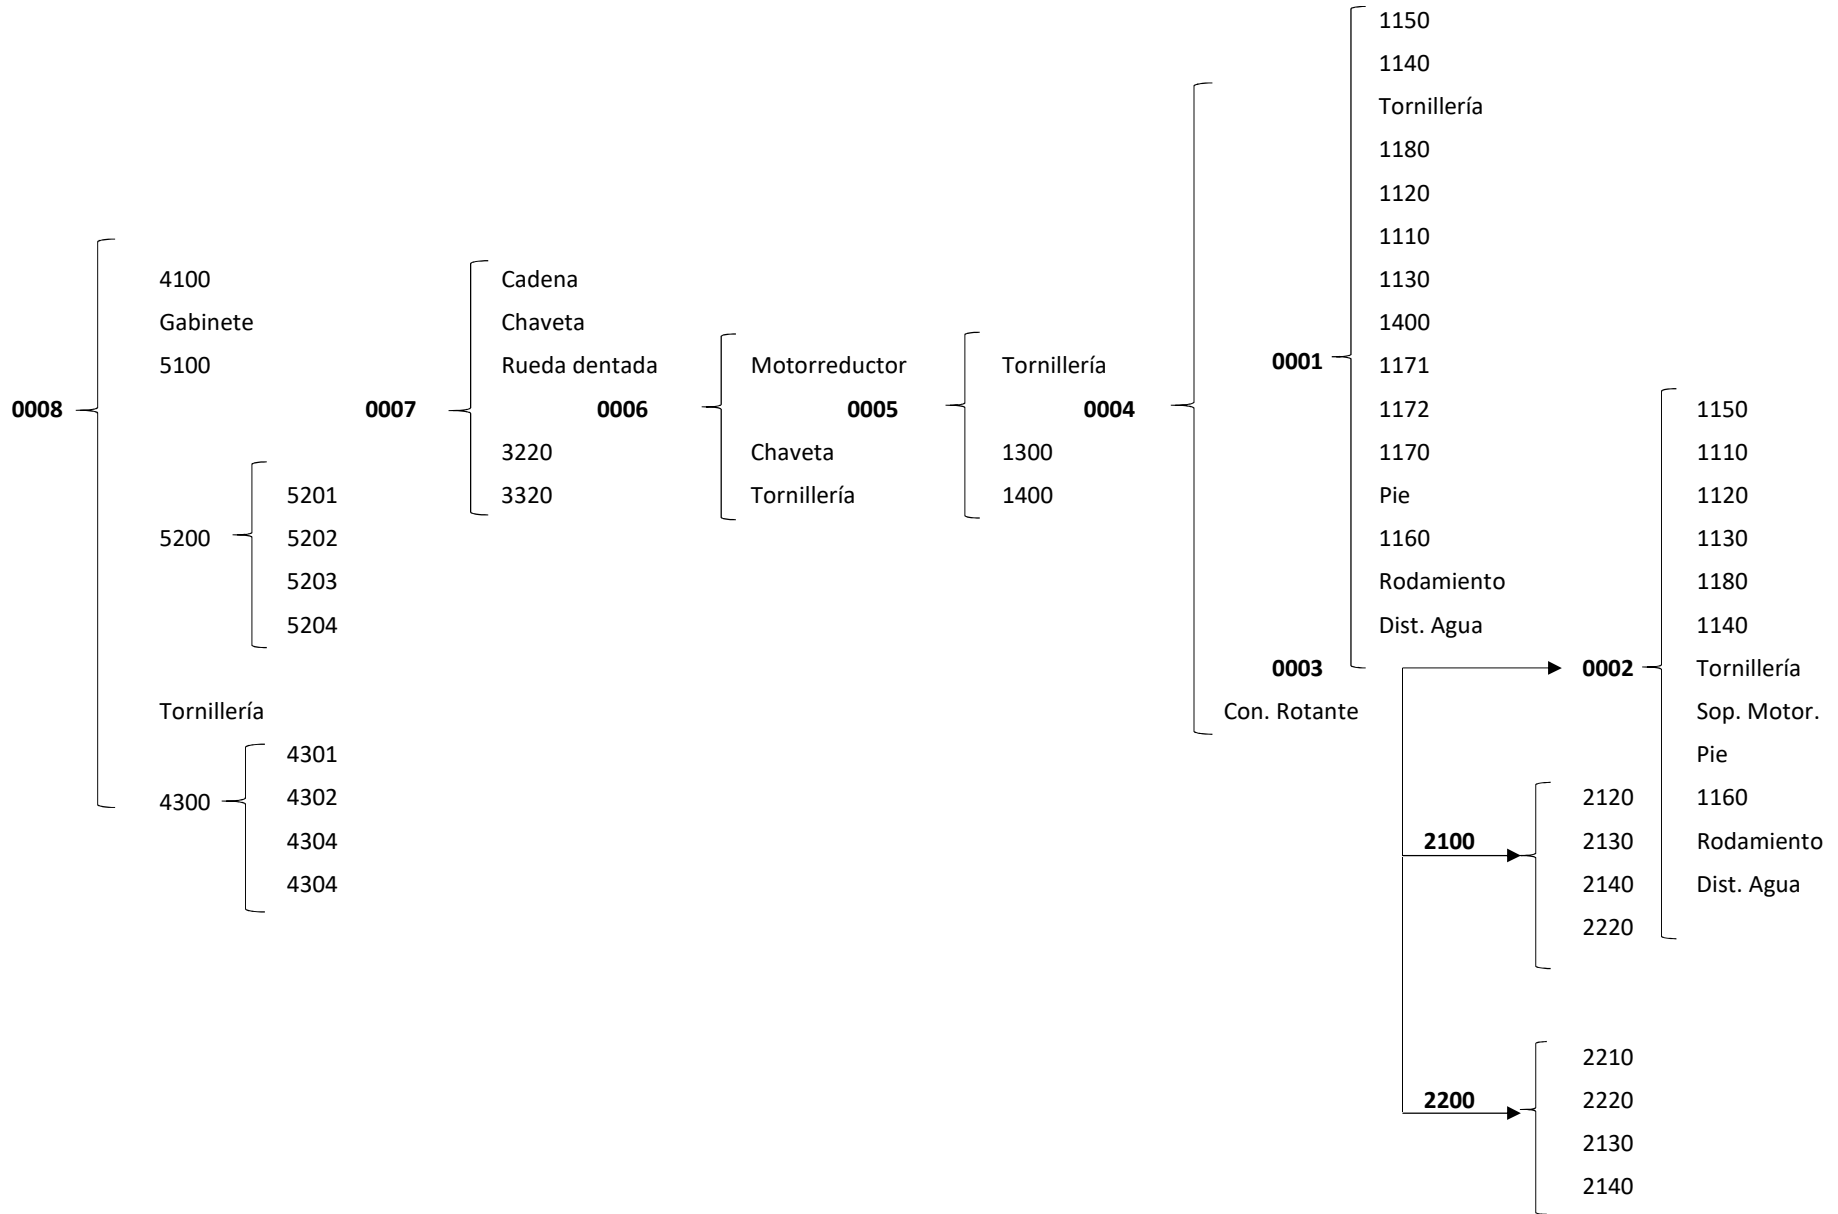 1150
1140
Tornillería
1180
1120
1110
4100 Cadena 1130
Gabinete Chaveta 1400
5100 Rueda dentada Motorreductor Tornillería 0001 1171
0008 0007 0006 0005 0004 1172 1150
3220 Chaveta 1300 1170 1110
5201 3320 Tornillería 1400 Pie 1120
5200 5202 1160 1130
5203 Rodamiento 1180
5204 Dist. Agua 1140
0003 0002 Tornillería
Tornillería Con. Rotante Sop. Motor.
4301 Pie
4300 4302 2120 1160
4304 2100 2130 Rodamiento
4304 2140 Dist. Agua
2220
2210
2200 2220
2130
2140